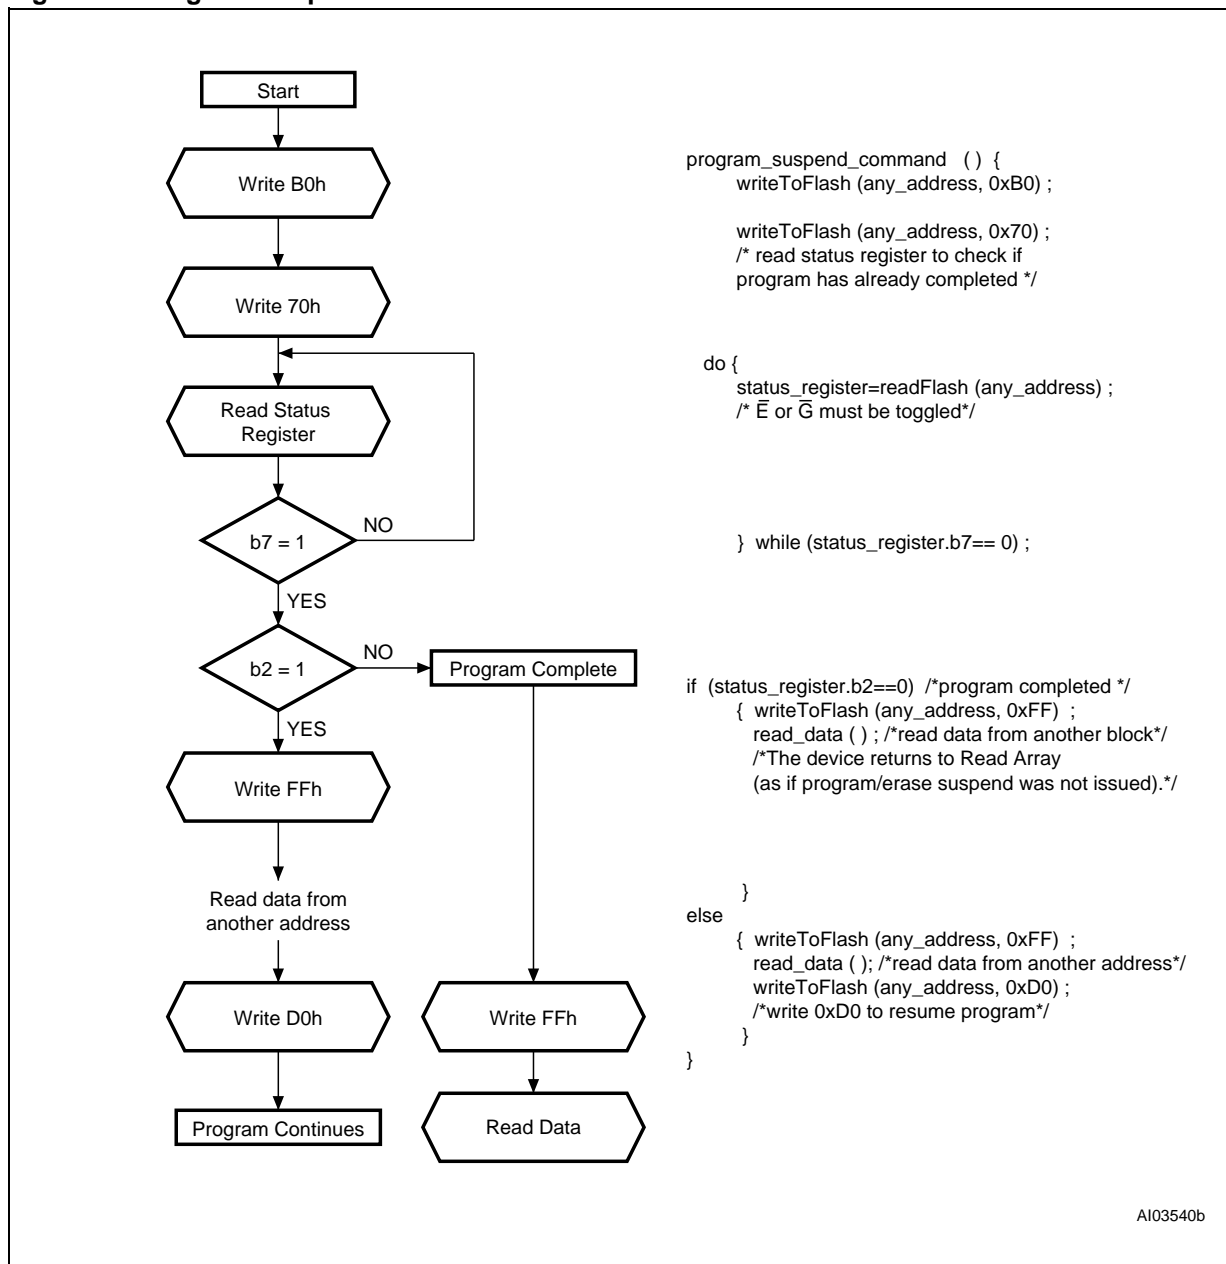 Start
Write B0h
Write 70h
Read Status
Register
NO
b7 = 1
YES
NO
b2 = 1
Program Complete
YES
Write FFh
Read data from
another address
Write D0h
Write FFh
Program Continues
Read Data
program_suspend_command ( ) {
writeToFlash (any_address, 0xB0) ;
writeToFlash (any_address, 0x70) ;
/* read status register to check if
program has already completed */
do {
status_register=readFlash (any_address) ;
/* E̅ or G̅ must be toggled*/
} while (status_register.b7== 0) ;
if (status_register.b2==0) /*program completed */
{ writeToFlash (any_address, 0xFF) ;
read_data ( ) ; /*read data from another block*/
/*The device returns to Read Array
(as if program/erase suspend was not issued).*/
}
else
{ writeToFlash (any_address, 0xFF) ;
read_data ( ); /*read data from another address*/
writeToFlash (any_address, 0xD0) ;
/*write 0xD0 to resume program*/
}
}
AI03540b